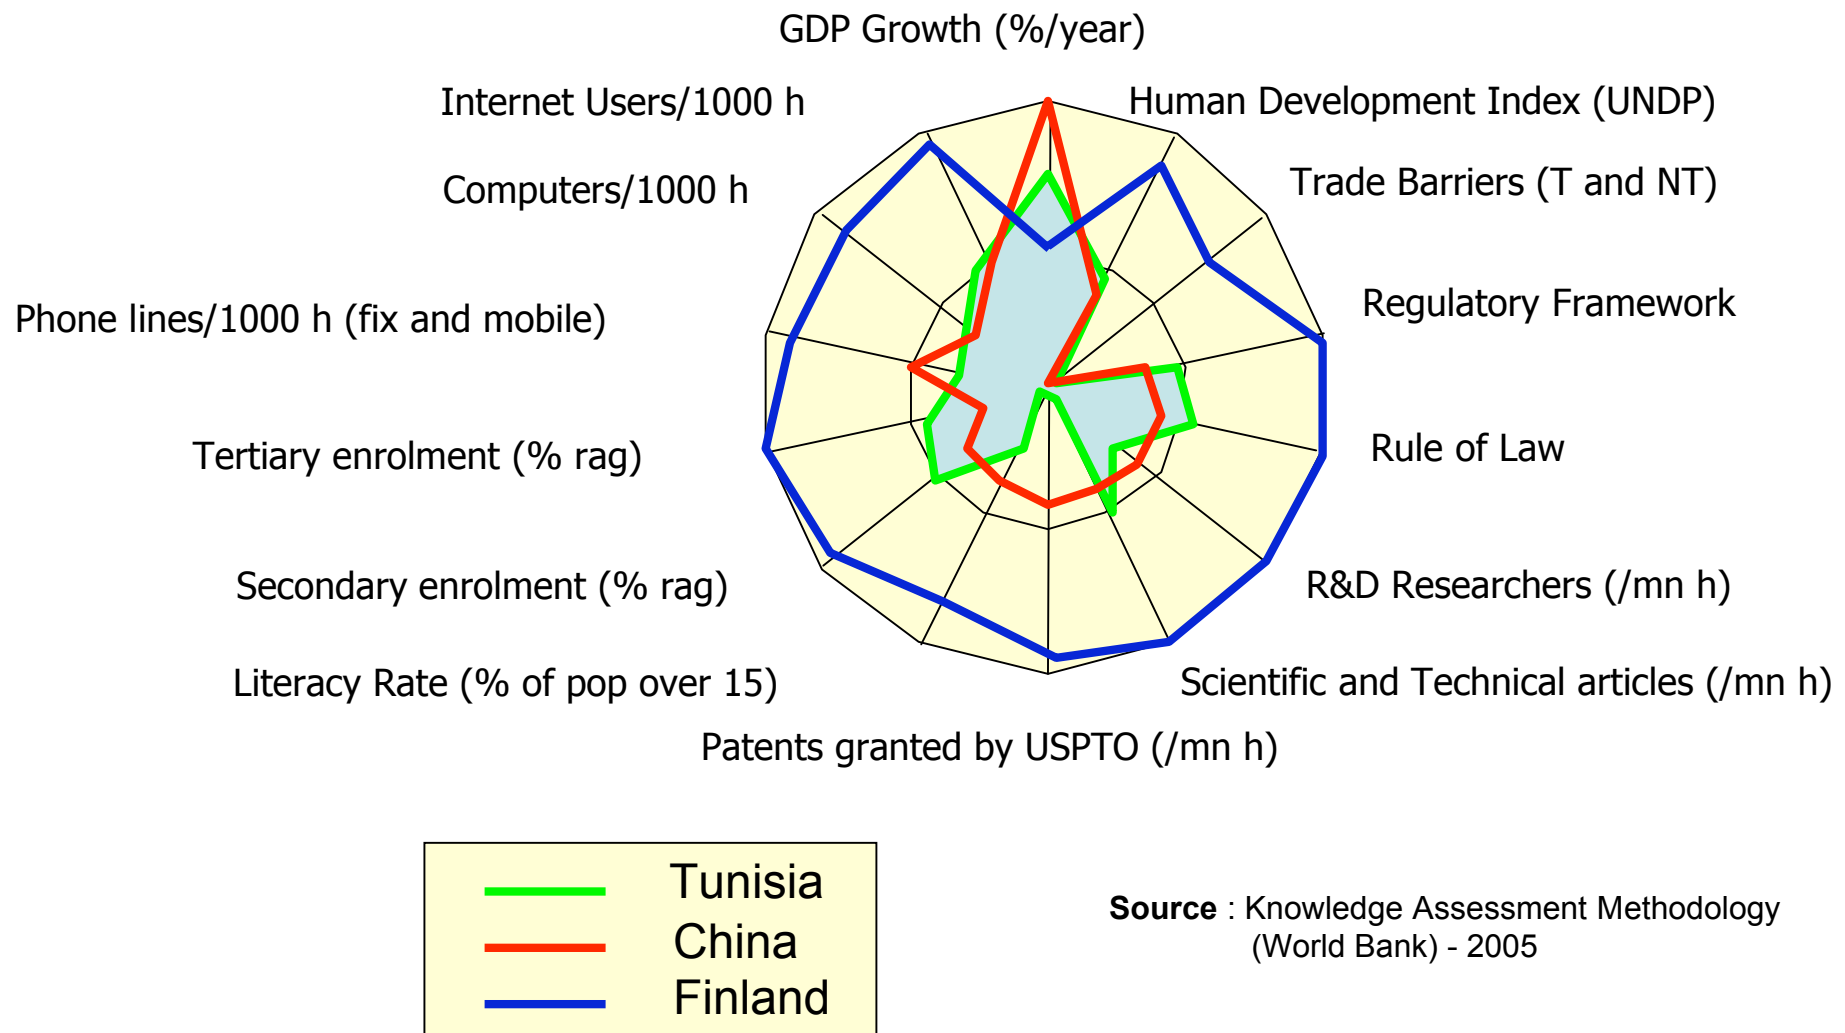 GDP Growth (%/year)
Internet Users/1000 h
Human Development Index (UNDP)
Computers/1000 h
Trade Barriers (T and NT)
Phone lines/1000 h (fix and mobile)
Regulatory Framework
Tertiary enrolment (% rag)
Rule of Law
Secondary enrolment (% rag)
R&D Researchers (/mn h)
Literacy Rate (% of pop over 15)
Scientific and Technical articles (/mn h)
Patents granted by USPTO (/mn h)
Tunisia
China
Finland
Source : Knowledge Assessment Methodology
(World Bank) - 2005